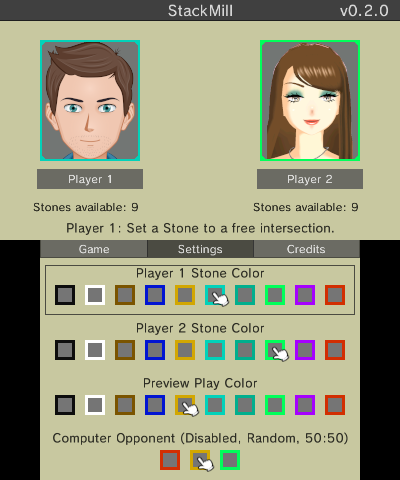 StackMill v0.2.0
Player 1 Player 2
Stones available: 9 Stones available: 9
Player 1: Set a Stone to a free intersection.
Game Settings Credits
Player 1 Stone Color
Player 2 Stone Color
Preview Play Color
Computer Opponent (Disabled, Random, 50:50)